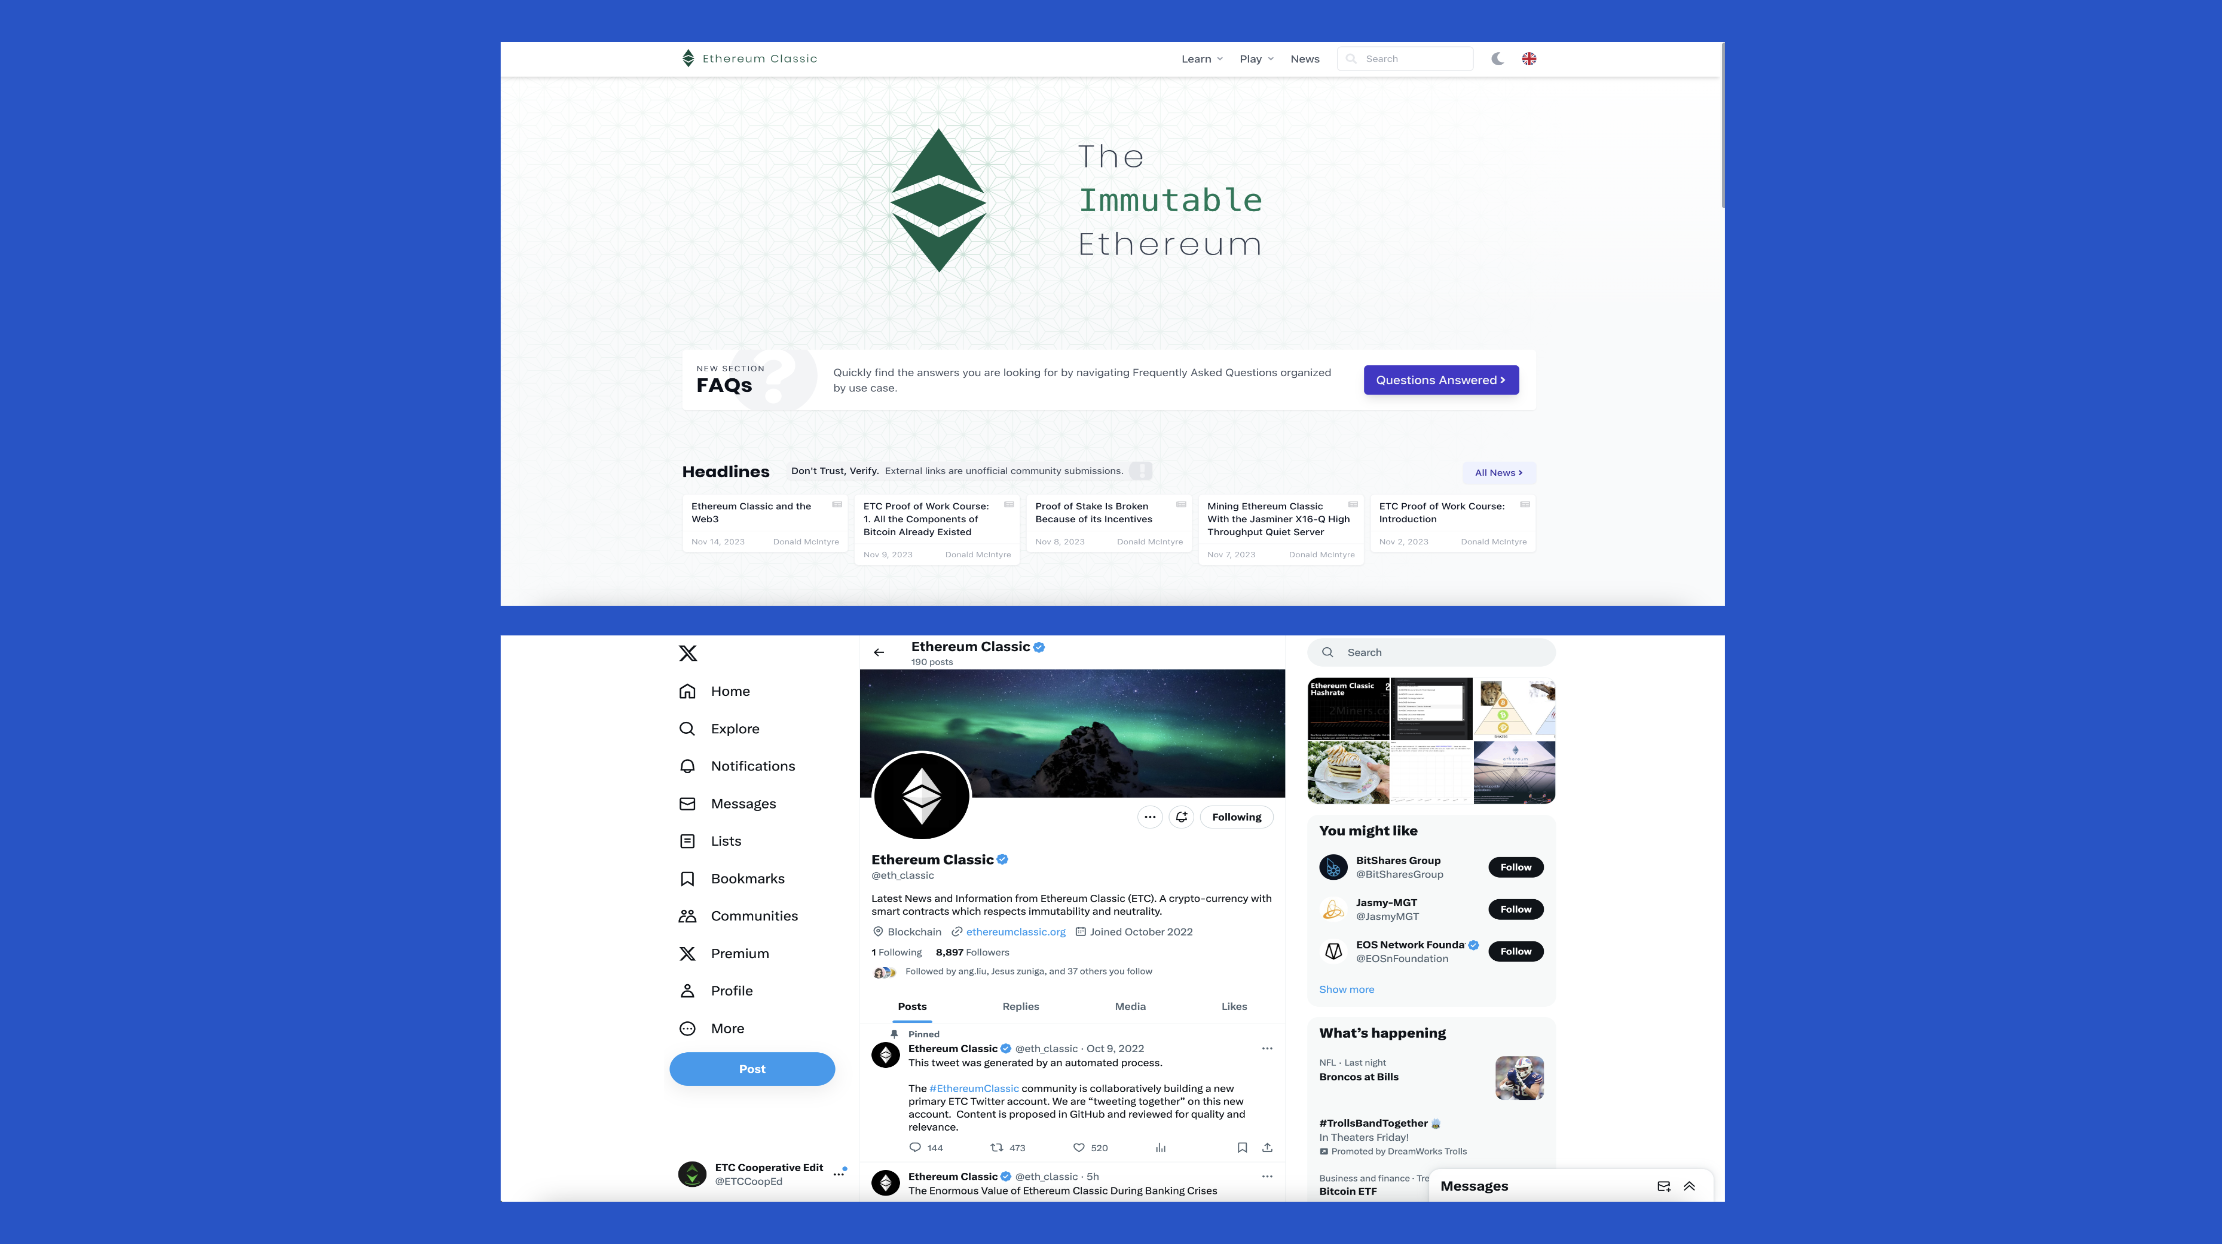 Ethereum Classic
Learn
Play
News
Search
The
Immutable
Ethereum
NEW SECTION
FAQs
Quickly find the answers you are looking for by navigating Frequently Asked Questions organized
by use case.
Questions Answered
Headlines
Don't Trust, Verify. External links are unofficial community submissions.
All News
Ethereum Classic and the
Web3
Nov 14, 2023 Donald McIntyre
ETC Proof of Work Course:
1. All the Components of
Bitcoin Already Existed
Nov 9, 2023 Donald McIntyre
Proof of Stake Is Broken
Because of its Incentives
Nov 8, 2023 Donald McIntyre
Mining Ethereum Classic
With the Jasminer X16-Q High
Throughput Quiet Server
Nov 7, 2023 Donald McIntyre
ETC Proof of Work Course:
Introduction
Nov 2, 2023 Donald McIntyre
Home
Explore
Notifications
Messages
Lists
Bookmarks
Communities
Premium
Profile
More
Post
ETC Cooperative Edit
@ETCCoopEd
Ethereum Classic
190 posts
Following
Ethereum Classic
@eth_classic
Latest News and Information from Ethereum Classic (ETC). A crypto-currency with
smart contracts which respects immutability and neutrality.
Blockchain ethereumclassic.org Joined October 2022
1 Following 8,897 Followers
Followed by ang.liu, Jesus zuniga, and 37 others you follow
Posts Replies Media Likes
Pinned
Ethereum Classic @eth_classic · Oct 9, 2022
This tweet was generated by an automated process.
The #EthereumClassic community is collaboratively building a new
primary ETC Twitter account. We are “tweeting together” on this new
account. Content is proposed in GitHub and reviewed for quality and
relevance.
144 473 520
Ethereum Classic @eth_classic · 5h
The Enormous Value of Ethereum Classic During Banking Crises
Search
Ethereum Classic
Hashrate
2Miners.co
ethereum
You might like
BitShares Group
@BitSharesGroup
Follow
Jasmy-MGT
@JasmyMGT
Follow
EOS Network Founda
@EOSnFoundation
Follow
Show more
What’s happening
NFL · Last night
Broncos at Bills
#TrollsBandTogether
In Theaters Friday!
Promoted by DreamWorks Trolls
Business and finance · Tre
Bitcoin ETF
Messages